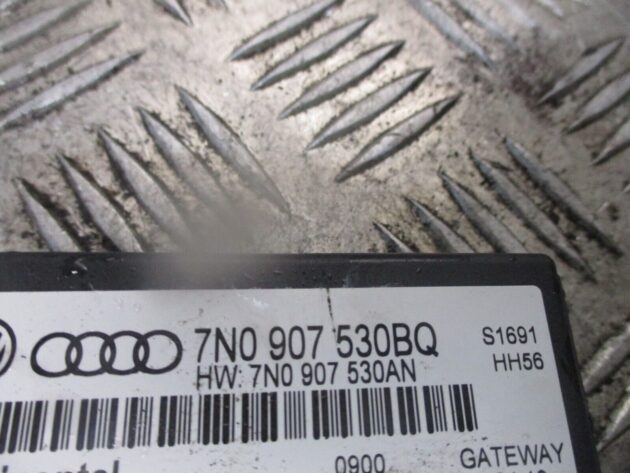 7N0 907 530BQ S1691
HW: 7N0 907 530AN HH56
0900 GATEWAY